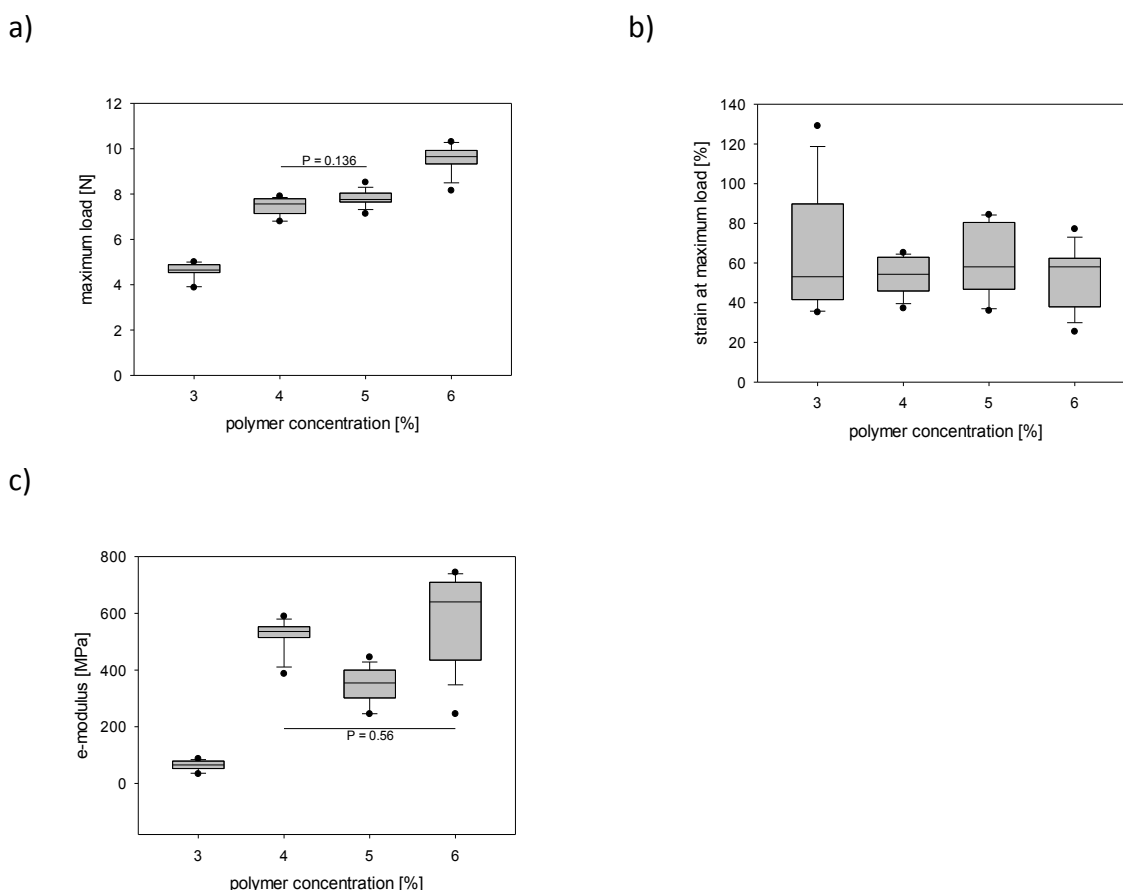 a)
b)
maximum load [N]
12
10
8
6
4
2
0
P = 0.136
3 4 5 6
polymer concentration [%]
strain at maximum load [%]
140
120
100
80
60
40
20
0
3 4 5 6
polymer concentration [%]
c)
e-modulus [MPa]
800
600
400
200
0
P = 0.56
3 4 5 6
polymer concentration [%]